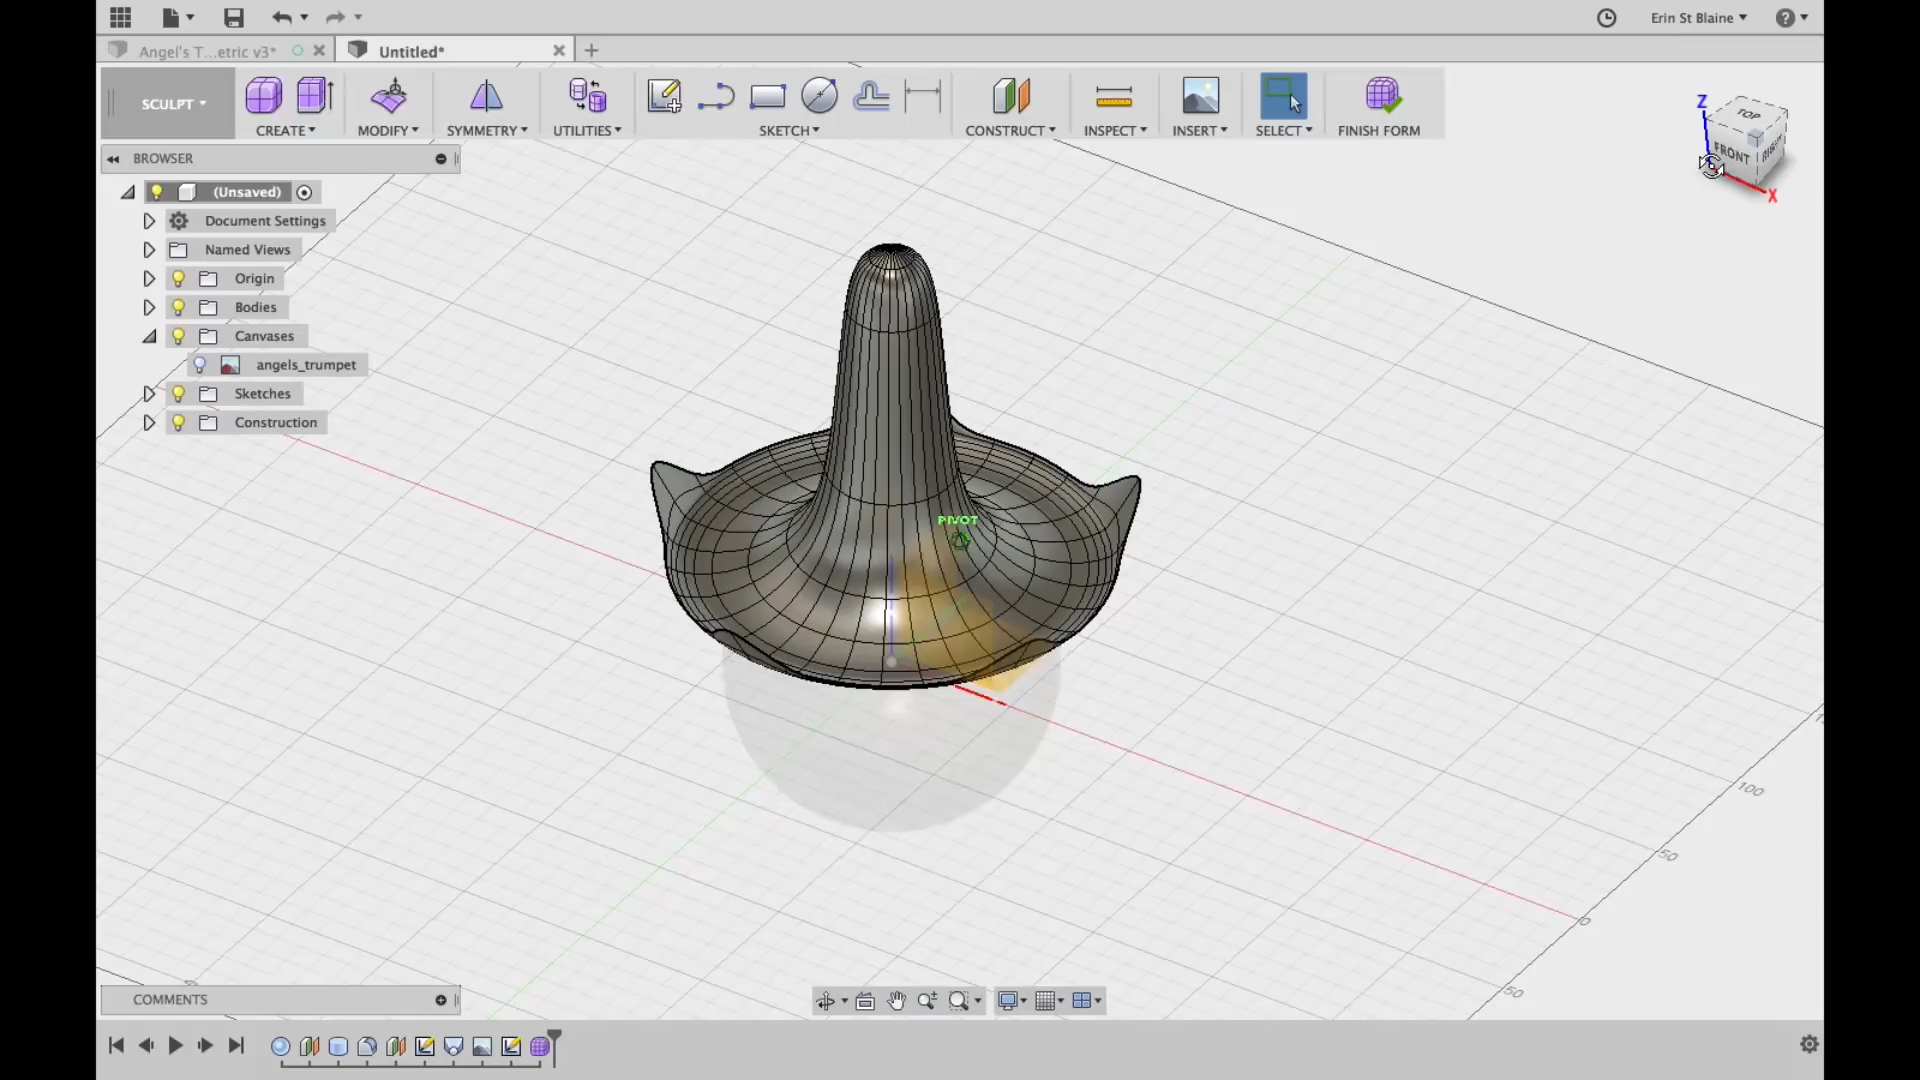 Erin St Blaine
Angel's T...etric v3*
Untitled*
SCULPT
CREATE
MODIFY
SYMMETRY
UTILITIES
SKETCH
CONSTRUCT
INSPECT
INSERT
SELECT
FINISH FORM
BROWSER
(Unsaved)
Document Settings
Named Views
Origin
Bodies
Canvases
angels_trumpet
Sketches
Construction
Z
TOP
FRONT
RIGHT
X
PIVOT
100
50
0
50
COMMENTS